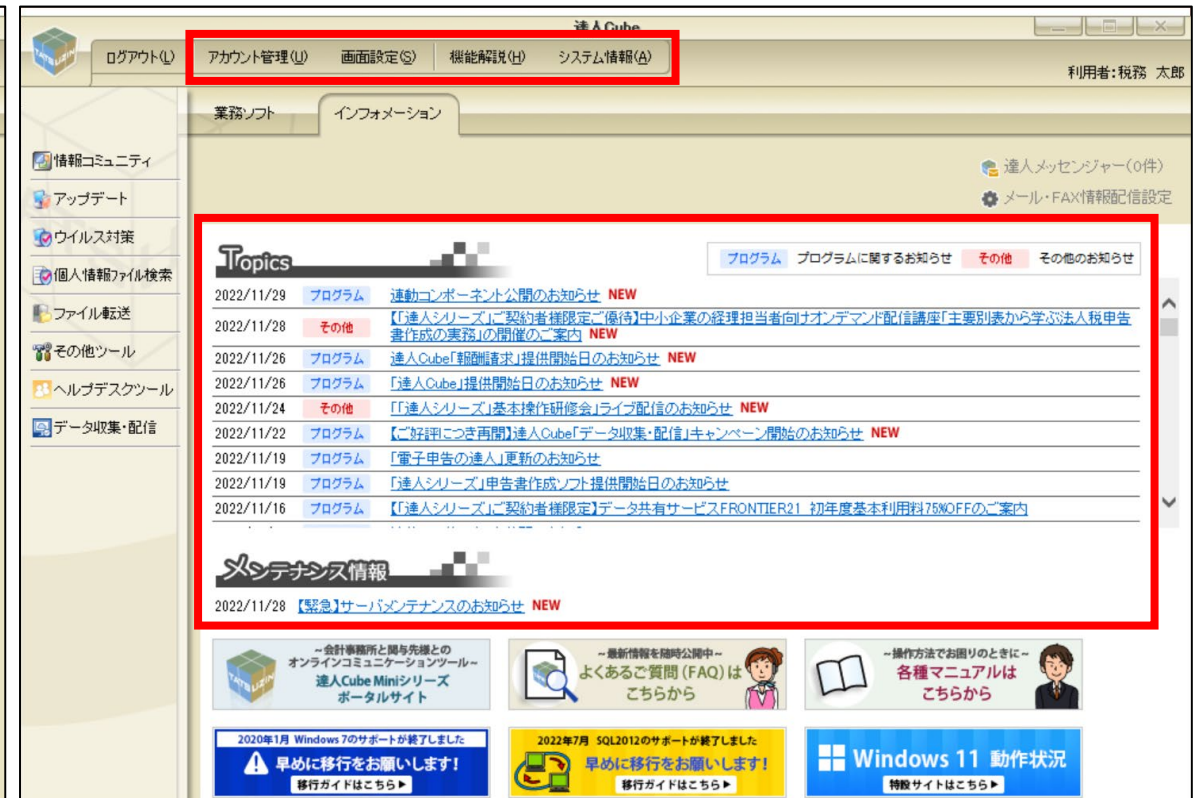 達人Cube
ログアウト(L) アカウント管理(U) 画面設定(S) 機能解説(H) システム情報(A)
利用者:税務 太郎
業務ソフト インフォメーション
情報コミュニティ
アップデート
ウイルス対策
個人情報ファイル検索
ファイル転送
その他ツール
ヘルプデスクツール
データ収集・配信
達人メッセンジャー(0件)
メール・FAX情報配信設定
Topics プログラム プログラムに関するお知らせ その他 その他のお知らせ
2022/11/29 プログラム 連動コンポーネント公開のお知らせ NEW
2022/11/28 その他 【「達人シリーズ」ご契約者様限定ご優待】中小企業の経理担当者向けオンデマンド配信講座「主要別表から学ぶ法人税申告
書作成の実務」の開催のご案内 NEW
2022/11/26 プログラム 達人Cube「報酬請求」提供開始日のお知らせ NEW
2022/11/26 プログラム 「達人Cube」提供開始日のお知らせ NEW
2022/11/24 その他 「「達人シリーズ」基本操作研修会」ライブ配信のお知らせ NEW
2022/11/22 プログラム 【ご好評につき再開】達人Cube「データ収集・配信」キャンペーン開始のお知らせ NEW
2022/11/19 プログラム 「電子申告の達人」更新のお知らせ
2022/11/19 プログラム 「達人シリーズ」申告書作成ソフト提供開始日のお知らせ
2022/11/16 プログラム 【「達人シリーズ」ご契約者様限定】データ共有サービスFRONTIER21 初年度基本利用料75%OFFのご案内
メンテナンス情報
2022/11/28 【緊急】サーバメンテナンスのお知らせ NEW
~会計事務所と関与先様との
オンラインコミュニケーションツール~
達人Cube Miniシリーズ
ポータルサイト
TATSUZIN
~最新情報を随時公開中~
よくあるご質問(FAQ)は
こちらから
~操作方法でお困りのときに~
各種マニュアルは
こちらから
2020年1月 Windows 7のサポートが終了しました
早めに移行をお願いします!
移行ガイドはこちら▶
2022年7月 SQL2012のサポートが終了しました
早めに移行をお願いします!
移行ガイドはこちら▶
Windows 11 動作状況
特設サイトはこちら▶